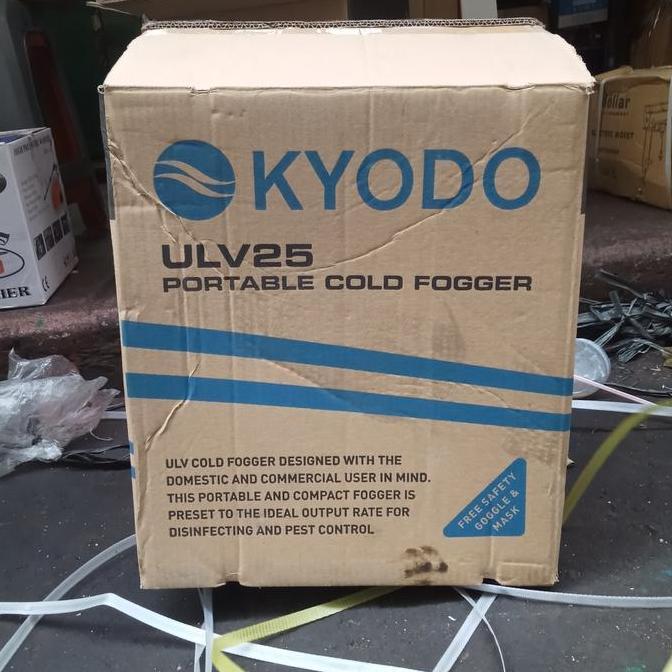 KYODO
ULV25
PORTABLE COLD FOGGER
ULV COLD FOGGER DESIGNED WITH THE
DOMESTIC AND COMMERCIAL USER IN MIND.
THIS PORTABLE AND COMPACT FOGGER IS
PRESET TO THE IDEAL OUTPUT RATE FOR
DISINFECTING AND PEST CONTROL
FREE SAFETY
GOGGLE &
MASK